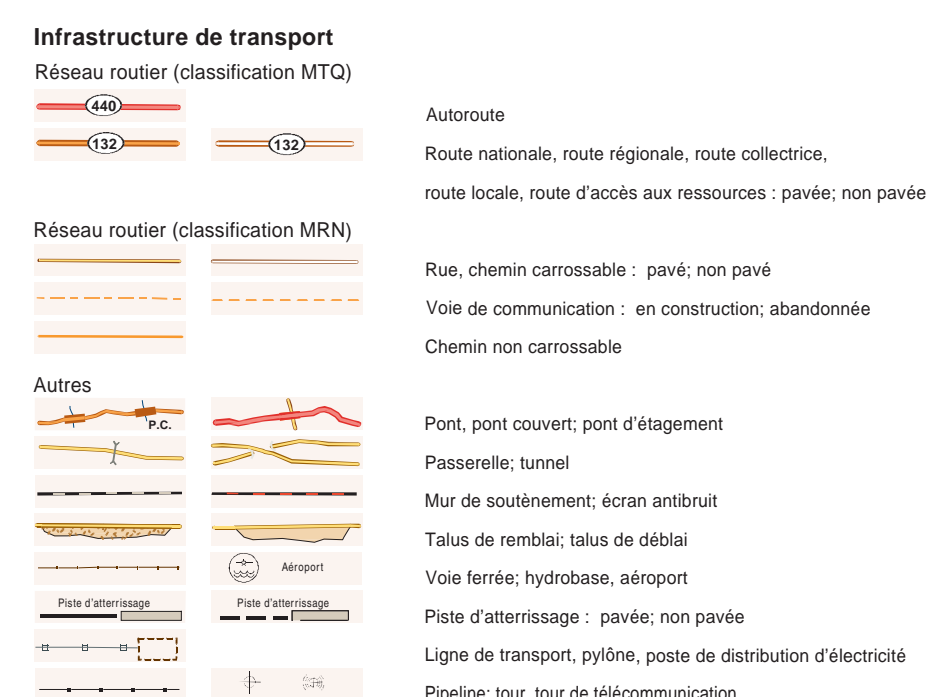 Infrastructure de transport
Réseau routier (classification MTQ)
440
Autoroute
132
132
Route nationale, route régionale, route collectrice,
route locale, route d'accès aux ressources : pavée; non pavée
Réseau routier (classification MRN)
Rue, chemin carrossable : pavé; non pavé
Voie de communication : en construction; abandonnée
Chemin non carrossable
Autres
P.C.
Pont, pont couvert; pont d'étagement
Passerelle; tunnel
Mur de soutènement; écran antibruit
Talus de remblai; talus de déblai
Aéroport
Voie ferrée; hydrobase, aéroport
Piste d'atterrissage
Piste d'atterrissage
Piste d'atterrissage : pavée; non pavée
Ligne de transport, pylône, poste de distribution d'électricité
Pipeline; tour, tour de télécommunication